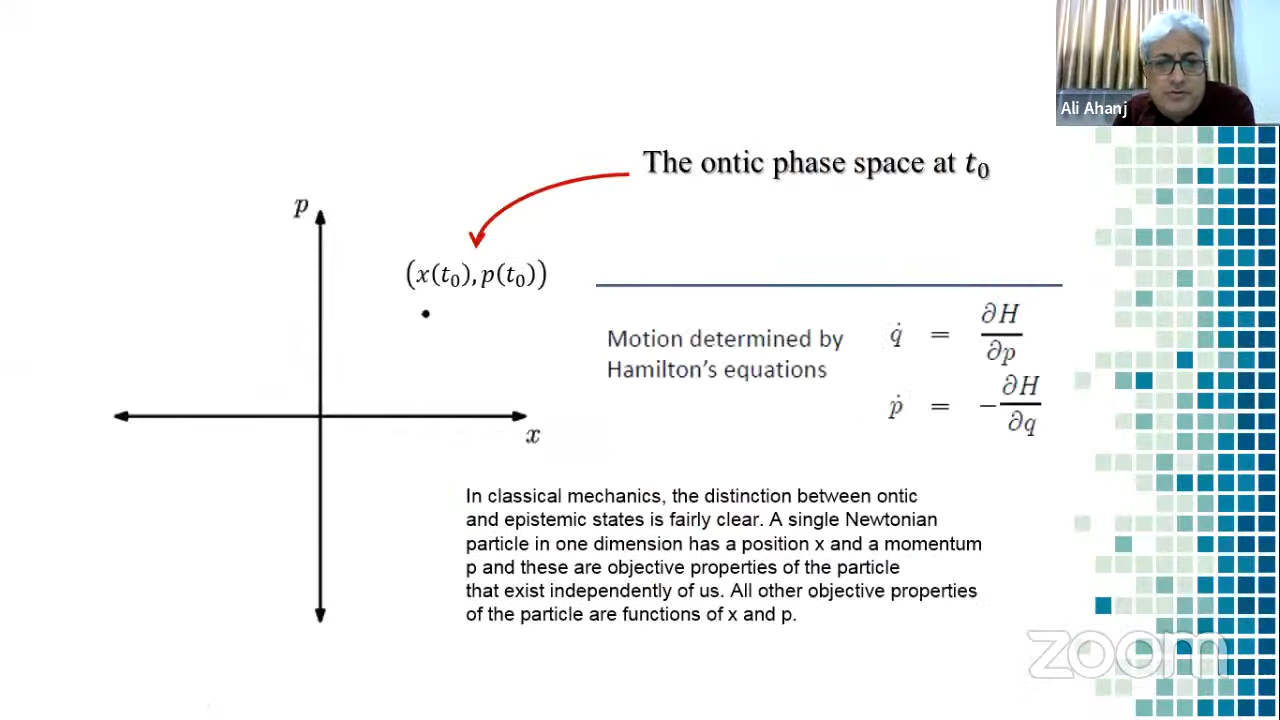 Ali Ahanj
The ontic phase space at t₀
p
(x(t₀), p(t₀))
x
Motion determined by
Hamilton's equations
q̇ = ∂H/∂p
ṗ = −∂H/∂q
In classical mechanics, the distinction between ontic
and epistemic states is fairly clear. A single Newtonian
particle in one dimension has a position x and a momentum
p and these are objective properties of the particle
that exist independently of us. All other objective properties
of the particle are functions of x and p.
zoom